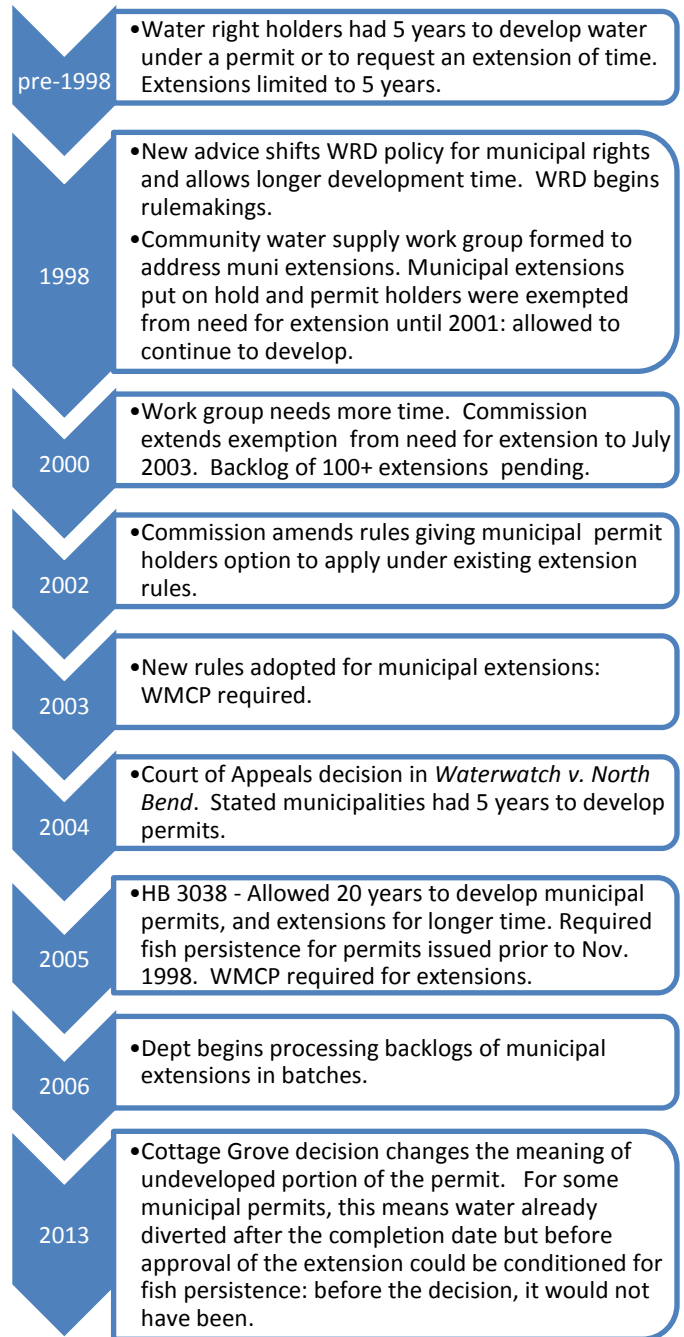 pre-1998
•Water right holders had 5 years to develop water
under a permit or to request an extension of time.
Extensions limited to 5 years.
1998
•New advice shifts WRD policy for municipal rights
and allows longer development time.  WRD begins
rulemakings.
•Community water supply work group formed to
address muni extensions. Municipal extensions
put on hold and permit holders were exempted
from need for extension until 2001: allowed to
continue to develop.
2000
•Work group needs more time.  Commission
extends exemption  from need for extension to July
2003.  Backlog of 100+ extensions  pending.
2002
•Commission amends rules giving municipal  permit
holders option to apply under existing extension
rules.
2003
•New rules adopted for municipal extensions:
WMCP required.
2004
•Court of Appeals decision in Waterwatch v. North
Bend.  Stated municipalities had 5 years to develop
permits.
2005
•HB 3038 - Allowed 20 years to develop municipal
permits, and extensions for longer time. Required
fish persistence for permits issued prior to Nov.
1998.  WMCP required for extensions.
2006
•Dept begins processing backlogs of municipal
extensions in batches.
2013
•Cottage Grove decision changes the meaning of
undeveloped portion of the permit.   For some
municipal permits, this means water already
diverted after the completion date but before
approval of the extension could be conditioned for
fish persistence: before the decision, it would not
have been.